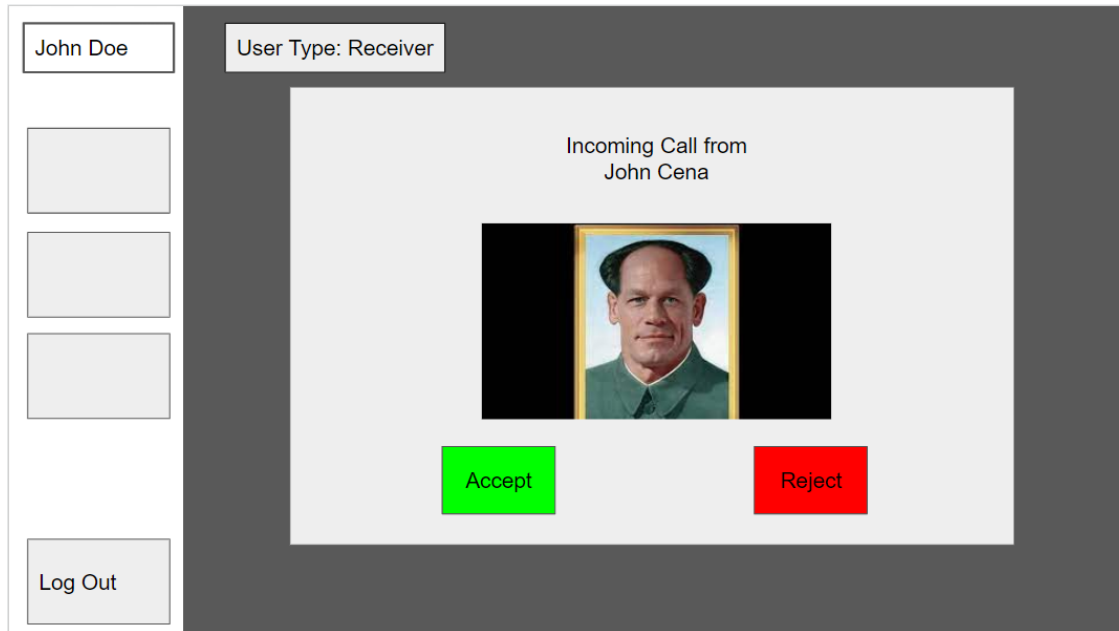 John Doe
User Type: Receiver
Incoming Call from
John Cena
Accept
Reject
Log Out